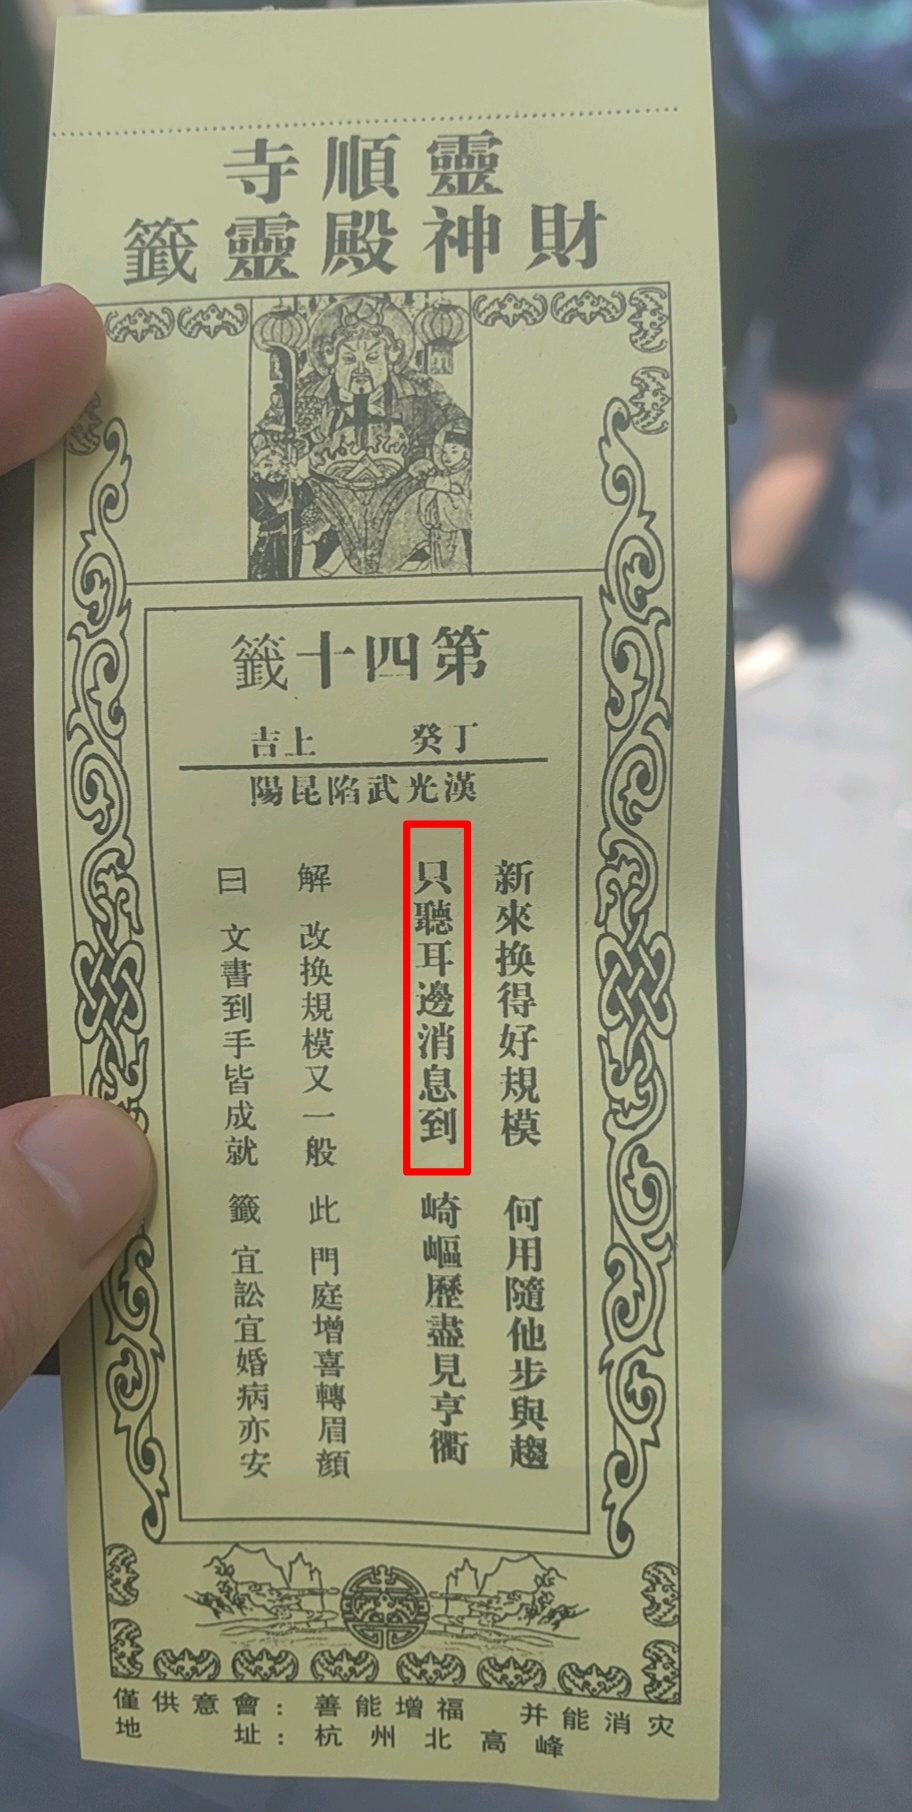 靈順寺
財神殿靈籤
第四十籤
丁癸 上吉
漢光武陷昆陽
新來換得好規模 何用隨他步與趨
只聽耳邊消息到 崎嶇歷盡見亨衢
解 改換規模又一般 此 門庭增喜轉眉顏
曰 文書到手皆成就 籤 宜訟宜婚病亦安
僅供意會：善能增福 并能消灾
地址：杭州北高峰